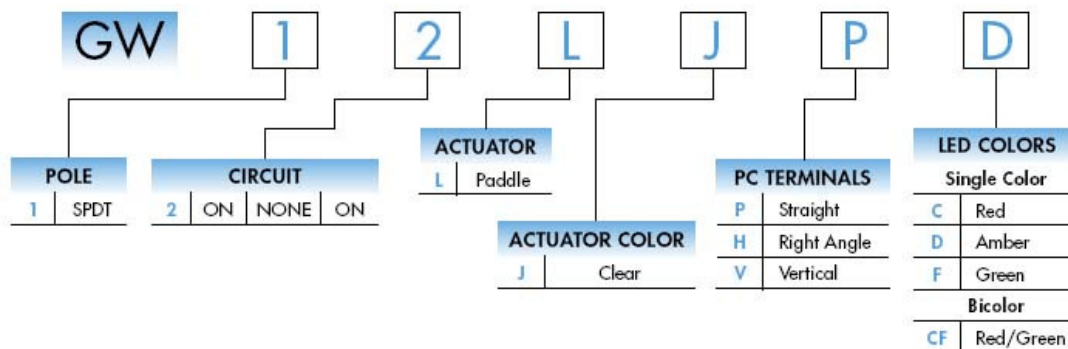 GW 1 2 L J P D
POLE
1 SPDT
CIRCUIT
2 ON NONE ON
ACTUATOR
L Paddle
ACTUATOR COLOR
J Clear
PC TERMINALS
P Straight
H Right Angle
V Vertical
LED COLORS
Single Color
C Red
D Amber
F Green
Bicolor
CF Red/Green